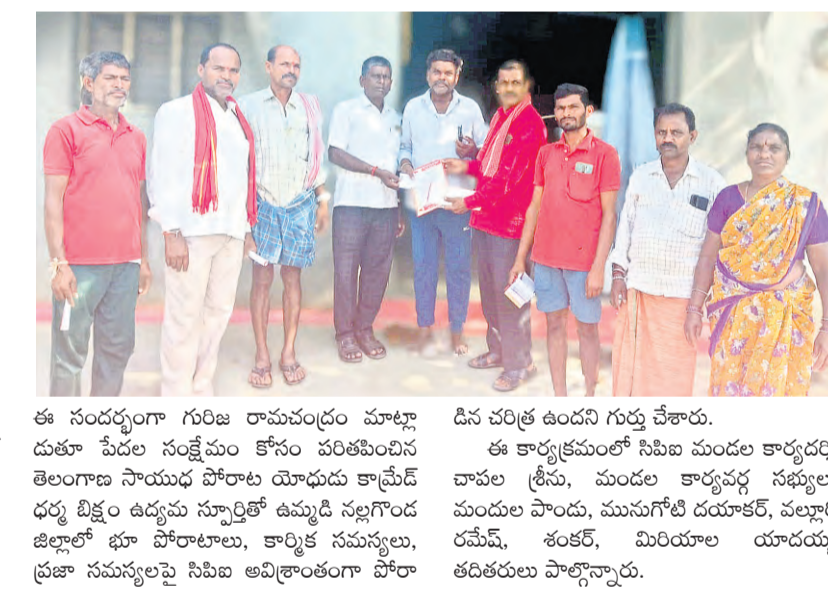 ఈ సందర్భంగా గురిజ రామచంద్రం మాట్లా
డుతూ పేదల సంక్షేమం కోసం పరితపించిన
తెలంగాణ సాయుధ పోరాట యోధుడు కామ్రేడ్
ధర్మ బిక్షం ఉద్యమ స్పూర్తితో ఉమ్మడి నల్లగొండ
జిల్లాలో భూ పోరాటాలు, కార్మిక సమస్యలు,
ప్రజా సమస్యలపై సిపిఐ అవిశ్రాంతంగా పోరా
డిన చరిత్ర ఉందని గుర్తు చేశారు.
ఈ కార్యక్రమంలో సిపిఐ మండల కార్యదర్శి
చాపల శ్రీను, మండల కార్యవర్గ సభ్యుల
మందుల పాండు, మునుగోటి దయాకర్, వల్లూరి
రమేష్, శంకర్, మిరియాల యాదయ్య
తదితరులు పాల్గొన్నారు.